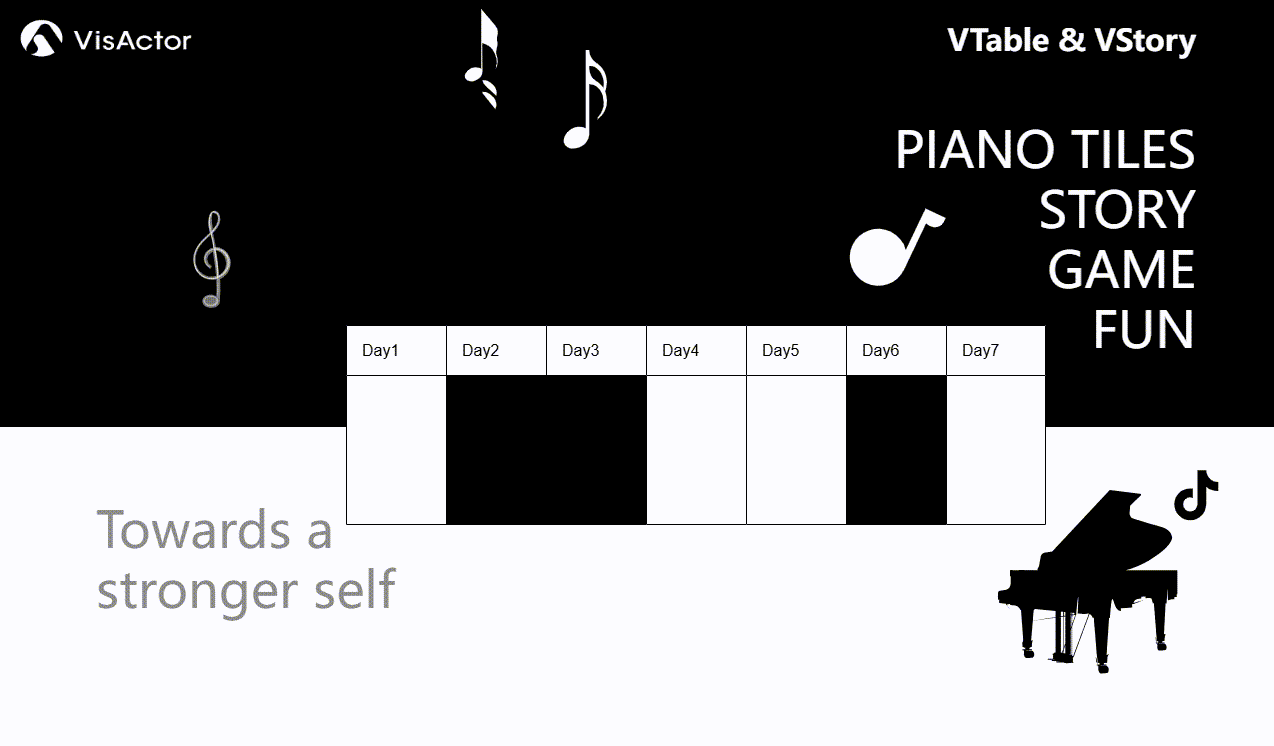 VisActor
VTable & VStory
PIANO TILES
STORY
GAME
FUN
Day1 Day2 Day3 Day4 Day5 Day6 Day7
Towards a
stronger self